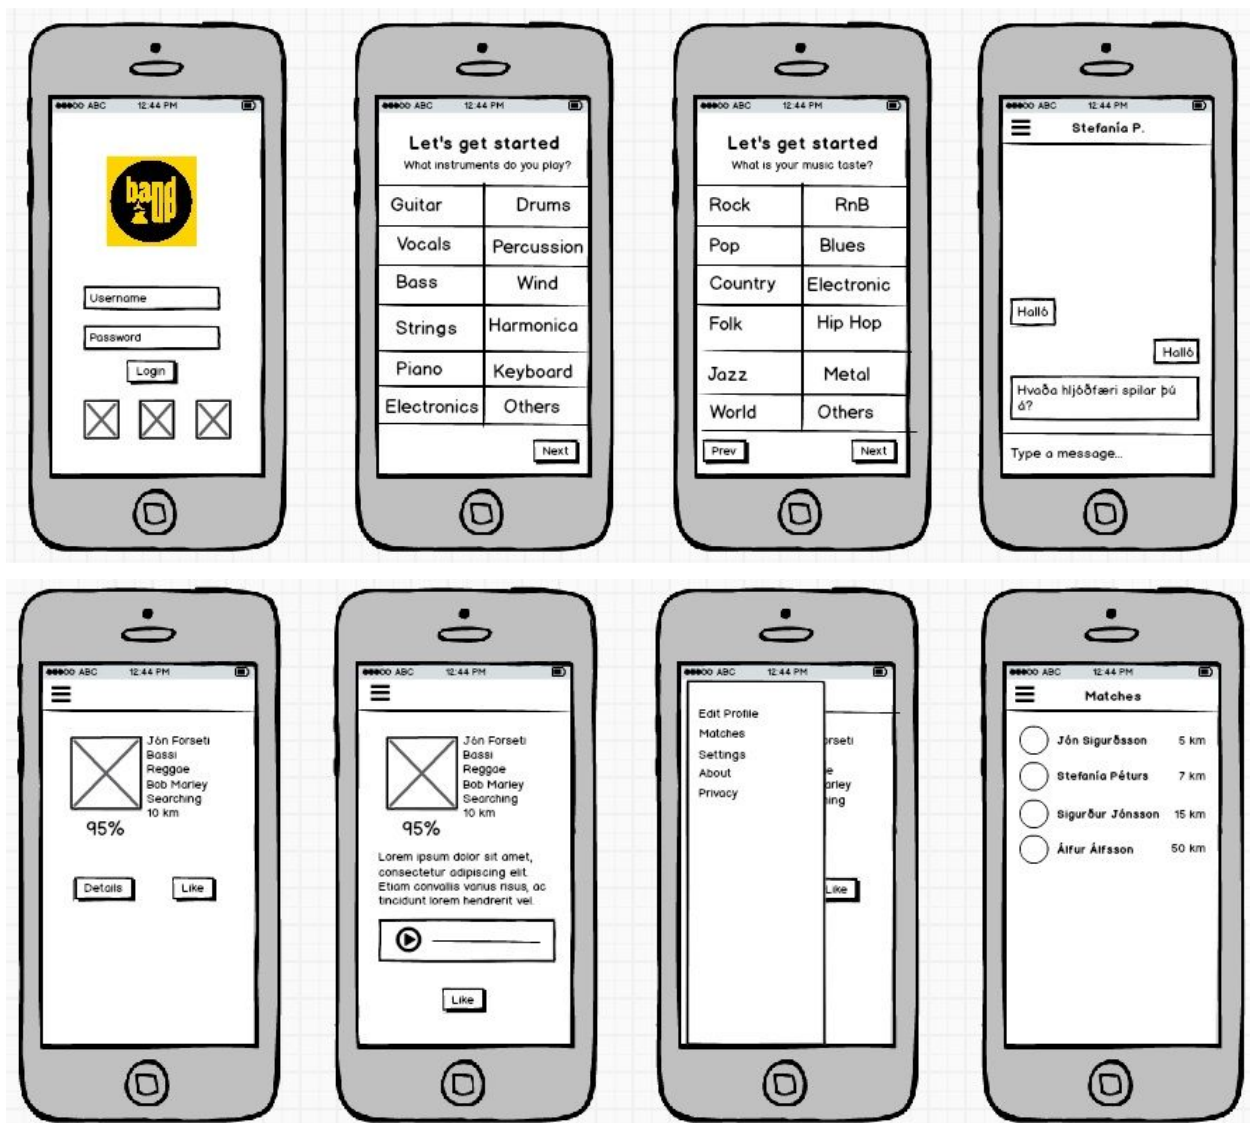 ABC 12:44 PM
band
up
Username
Password
Login
ABC 12:44 PM
Let's get started
What instruments do you play?
Guitar Drums
Vocals Percussion
Bass Wind
Strings Harmonica
Piano Keyboard
Electronics Others
Next
ABC 12:44 PM
Let's get started
What is your music taste?
Rock RnB
Pop Blues
Country Electronic
Folk Hip Hop
Jazz Metal
World Others
Prev Next
ABC 12:44 PM
Stefanía P.
Halló
Halló
Hvaða hljóðfæri spilar þú
á?
Type a message...
ABC 12:44 PM
Jón Forseti
Bassi
Reggae
Bob Marley
Searching
10 km
95%
Details Like
ABC 12:44 PM
Jón Forseti
Bassi
Reggae
Bob Marley
Searching
10 km
95%
Lorem ipsum dolor sit amet,
consectetur adipiscing elit.
Etiam convallis varius risus, ac
tincidunt lorem hendrerit vel.
Like
ABC 12:44 PM
Edit Profile
Matches
Settings
About
Privacy
orseti
e
arley
ing
Like
ABC 12:44 PM
Matches
Jón Sigurðsson 5 km
Stefanía Péturs 7 km
Sigurður Jónsson 15 km
Álfur Álfsson 50 km